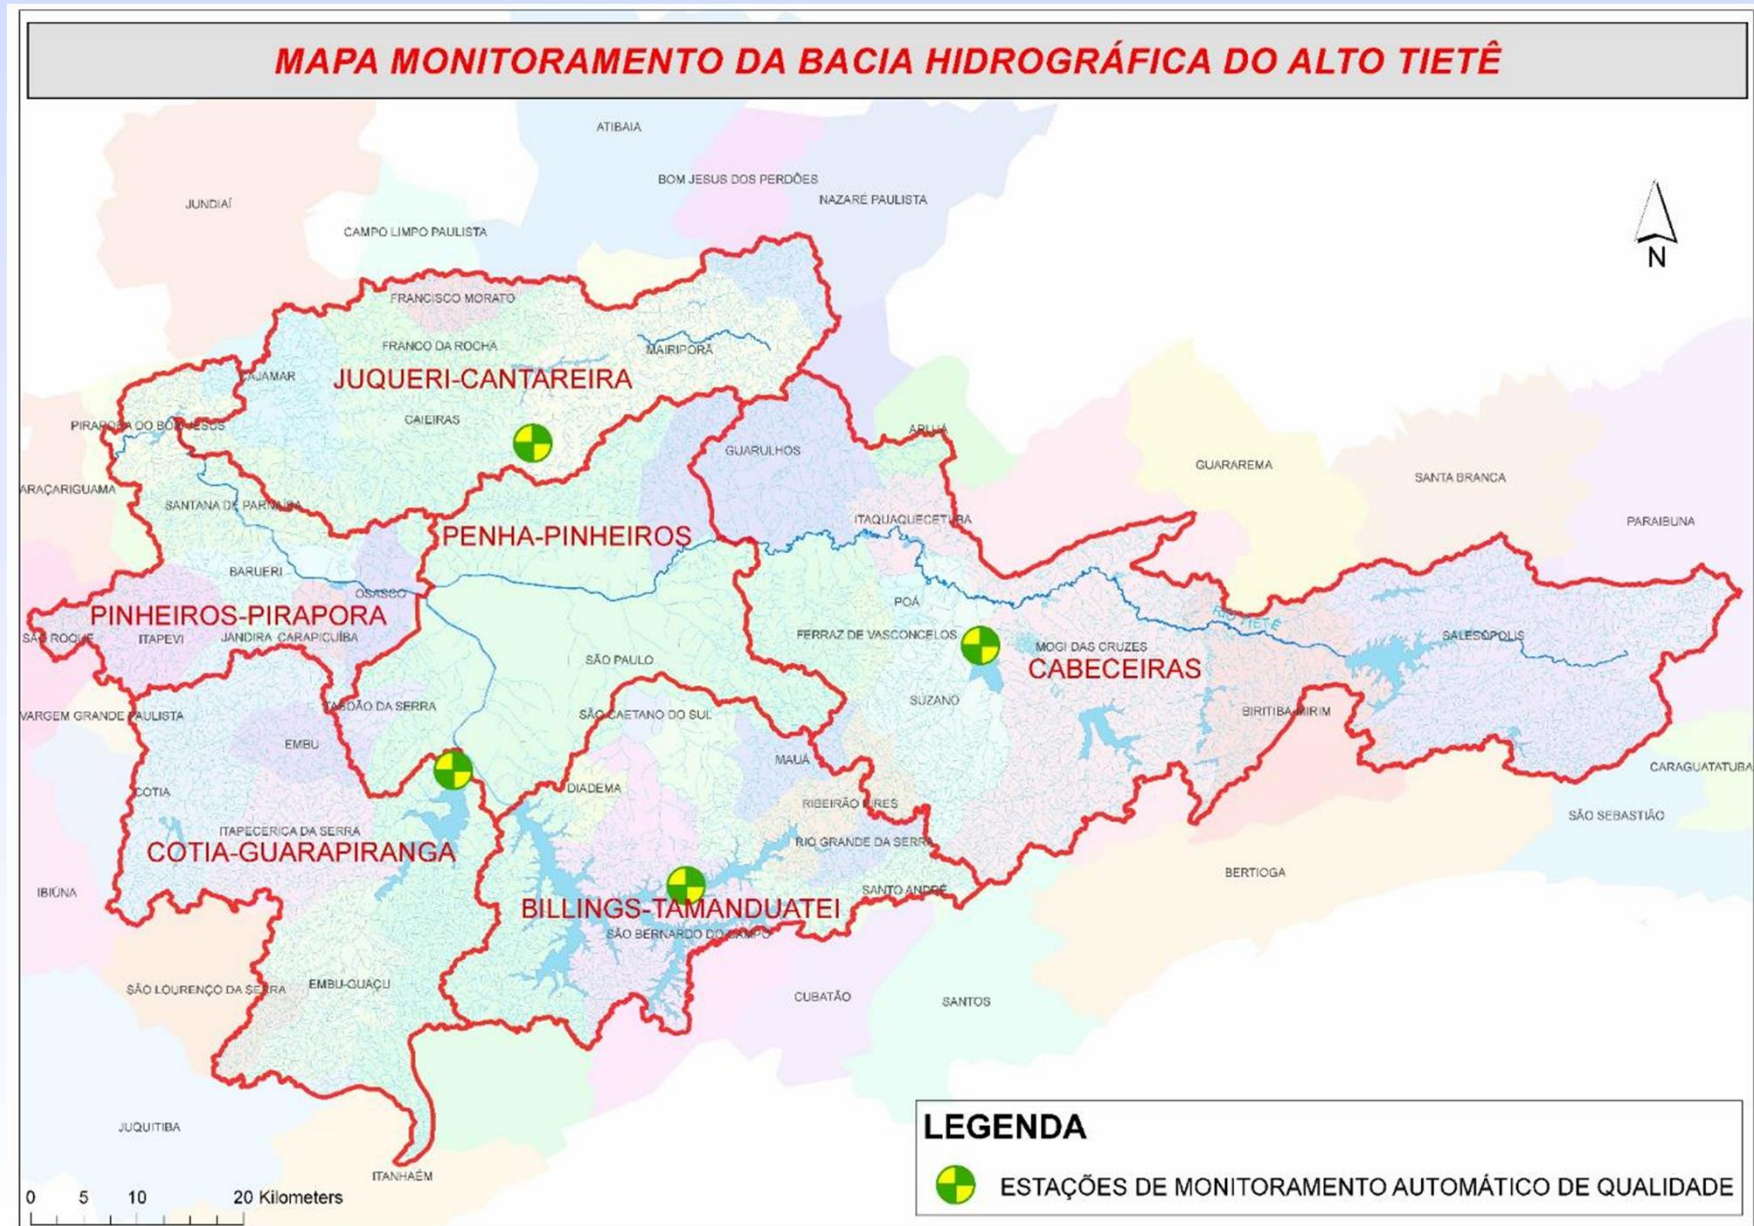 MAPA MONITORAMENTO DA BACIA HIDROGRÁFICA DO ALTO TIETÊ
ATIBAIA
BOM JESUS DOS PERDÕES
NAZARÉ PAULISTA
JUNDIAÍ
CAMPO LIMPO PAULISTA
N
FRANCISCO MORATO
FRANCO DA ROCHA
MAIRIPORÃ
CAJAMAR
JUQUERI-CANTAREIRA
CAIEIRAS
PIRAPORA DO BOM JESUS
ARUJÁ
GUARULHOS
GUARAREMA
SANTA BRANCA
ARAÇARIGUAMA
SANTANA DE PARNAÍBA
ITAQUAQUECETUBA
PARAIBUNA
PENHA-PINHEIROS
BARUERI
OSASCO
POÁ
PINHEIROS-PIRAPORA
RIO TIETÊ
SÃO ROQUE
ITAPEVI
JANDIRA
CARAPICUÍBA
FERRAZ DE VASCONCELOS
MOGI DAS CRUZES
SALESÓPOLIS
SÃO PAULO
CABECEIRAS
SUZANO
BIRITIBA-MIRIM
VARGEM GRANDE PAULISTA
TABOÃO DA SERRA
SÃO CAETANO DO SUL
EMBU
MAUÁ
CARAGUATATUBA
COTIA
DIADEMA
RIBEIRÃO PIRES
SÃO SEBASTIÃO
ITAPECERICA DA SERRA
RIO GRANDE DA SERRA
COTIA-GUARAPIRANGA
BERTIOGA
IBIÚNA
SANTO ANDRÉ
BILLINGS-TAMANDUATEI
SÃO BERNARDO DO CAMPO
SÃO LOURENÇO DA SERRA
EMBU-GUAÇU
CUBATÃO
SANTOS
JUQUITIBA
ITANHAÉM
0 5 10 20 Kilometers
LEGENDA
ESTAÇÕES DE MONITORAMENTO AUTOMÁTICO DE QUALIDADE